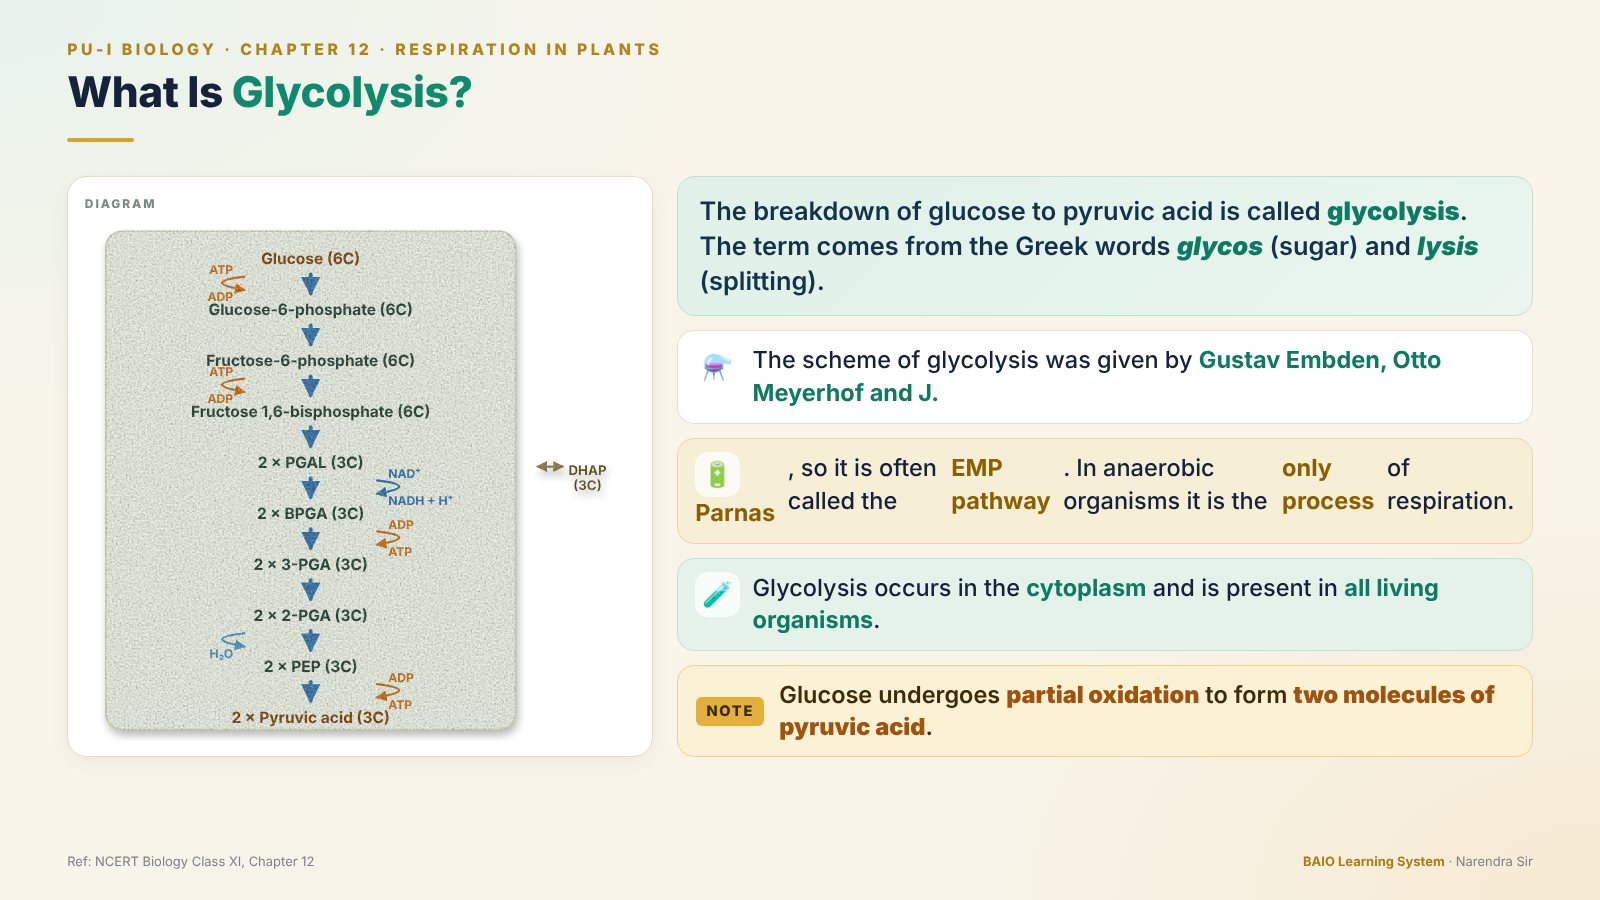 PU-I BIOLOGY · CHAPTER 12 · RESPIRATION IN PLANTS
What Is Glycolysis?
DIAGRAM
Glucose (6C)
ATP
ADP
Glucose-6-phosphate (6C)
Fructose-6-phosphate (6C)
ATP
ADP
Fructose 1,6-bisphosphate (6C)
2 × PGAL (3C)
DHAP
(3C)
NAD⁺
NADH + H⁺
2 × BPGA (3C)
ADP
ATP
2 × 3-PGA (3C)
2 × 2-PGA (3C)
H₂O
2 × PEP (3C)
ADP
ATP
2 × Pyruvic acid (3C)
The breakdown of glucose to pyruvic acid is called glycolysis.
The term comes from the Greek words glycos (sugar) and lysis
(splitting).
The scheme of glycolysis was given by Gustav Embden, Otto
Meyerhof and J.
Parnas
, so it is often
called the
EMP
pathway
. In anaerobic
organisms it is the
only
process
of
respiration.
Glycolysis occurs in the cytoplasm and is present in all living
organisms.
NOTE
Glucose undergoes partial oxidation to form two molecules of
pyruvic acid.
Ref: NCERT Biology Class XI, Chapter 12
BAIO Learning System · Narendra Sir